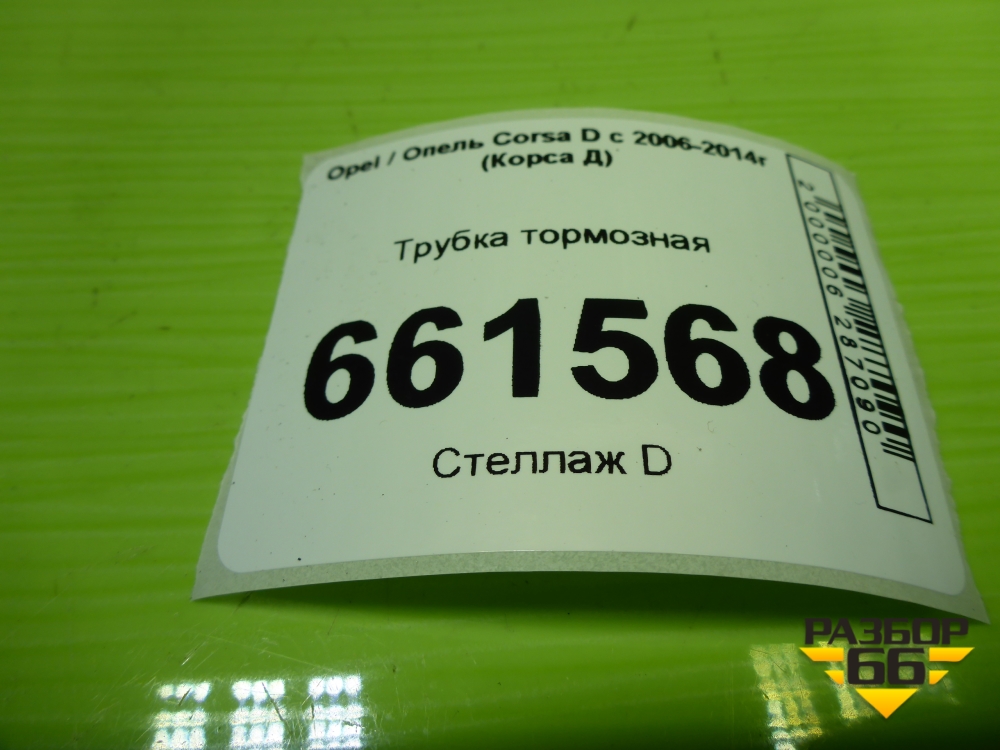 Opel / Опель Corsa D с 2006-2014г
(Корса Д)
Трубка тормозная
661568
Стеллаж D
2000006287090
РАЗБОР
66